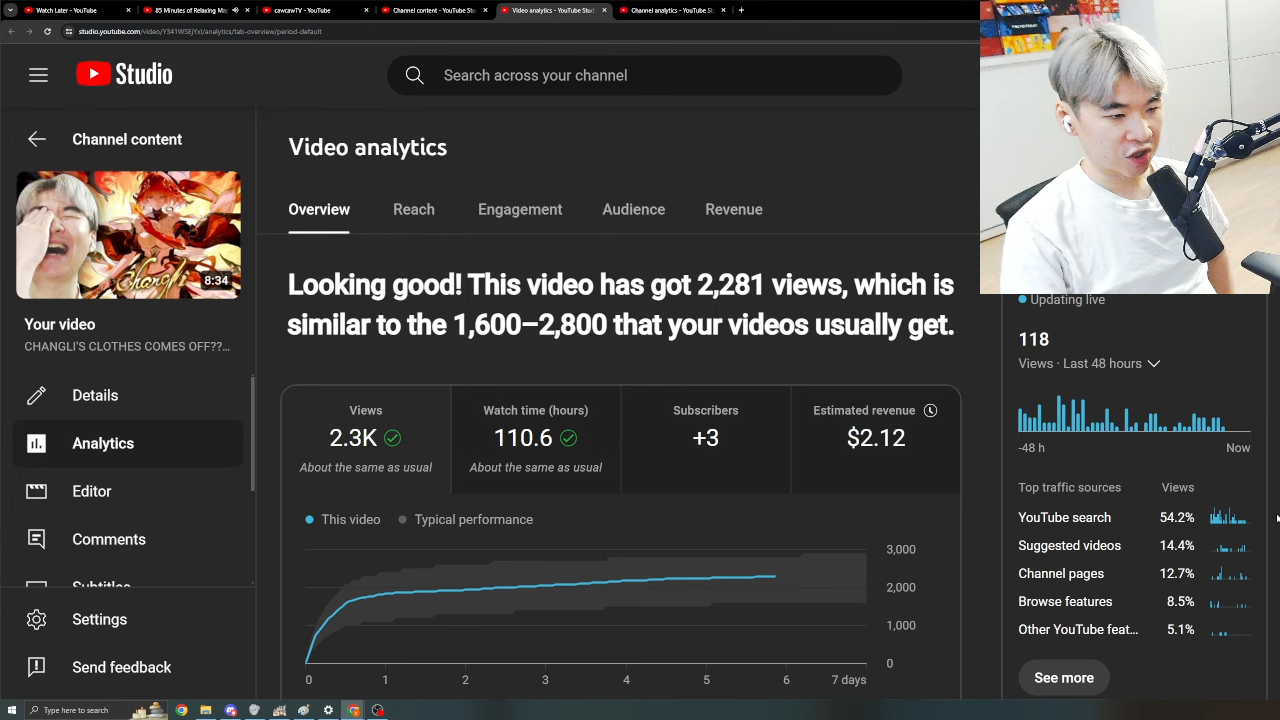 Watch Later - YouTube
85 Minutes of Relaxing Ma
cawcawTV - YouTube
Channel content - YouTube Stu
Video analytics - YouTube Studio
Channel analytics - YouTube St
studio.youtube.com/video/Y341WSEjYxI/analytics/tab-overview/period-default
Studio
Search across your channel
Channel content
8:34
Changli
Your video
CHANGLI'S CLOTHES COMES OFF??...
Details
Analytics
Editor
Comments
Subtitles
Settings
Send feedback
Video analytics
Overview
Reach
Engagement
Audience
Revenue
Looking good! This video has got 2,281 views, which is
similar to the 1,600–2,800 that your videos usually get.
Views
2.3K
About the same as usual
Watch time (hours)
110.6
About the same as usual
Subscribers
+3
Estimated revenue
$2.12
This video
Typical performance
3,000
2,000
1,000
0
0 1 2 3 4 5 6 7 days
Updating live
118
Views · Last 48 hours
-48 h
Now
Top traffic sources Views
YouTube search 54.2%
Suggested videos 14.4%
Channel pages 12.7%
Browse features 8.5%
Other YouTube feat... 5.1%
See more
Type here to search